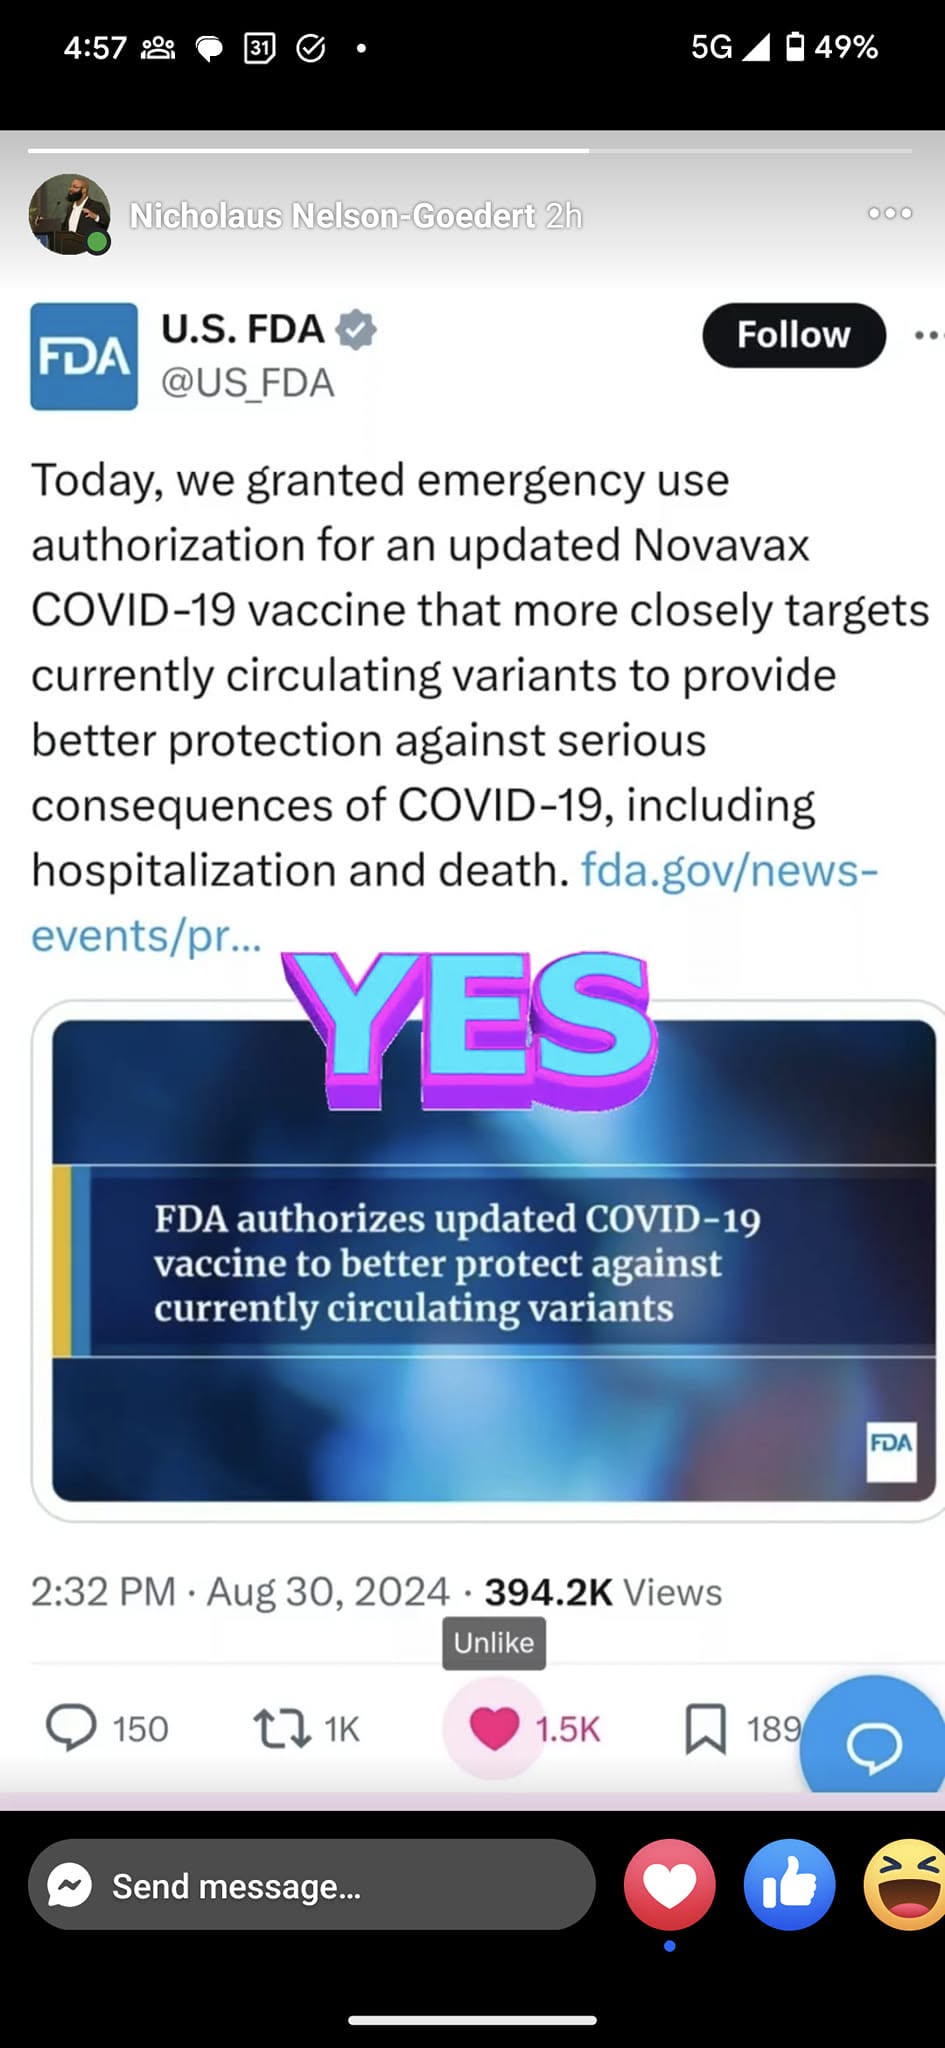 4:57 31 5G 49%
Nicholaus Nelson-Goedert 2h
FDA U.S. FDA Follow
@US_FDA
Today, we granted emergency use
authorization for an updated Novavax
COVID-19 vaccine that more closely targets
currently circulating variants to provide
better protection against serious
consequences of COVID-19, including
hospitalization and death. fda.gov/news-
events/pr...
YES
FDA authorizes updated COVID-19
vaccine to better protect against
currently circulating variants
FDA
2:32 PM · Aug 30, 2024 · 394.2K Views
Unlike
150 1K 1.5K 189
Send message...